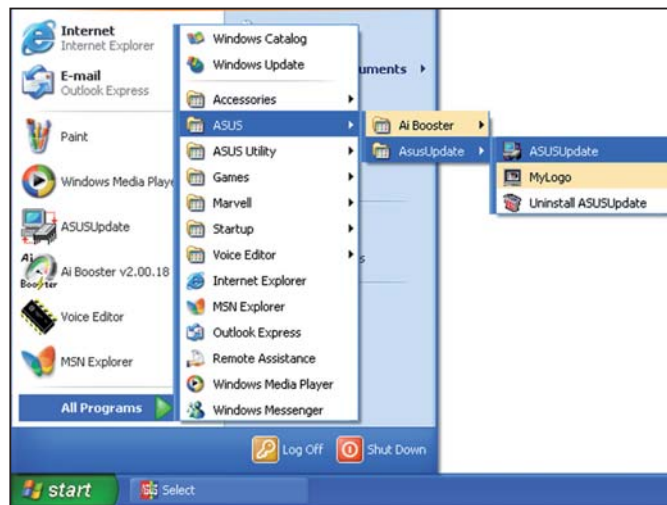 Internet
Internet Explorer
E-mail
Outlook Express
Paint
Windows Media Playe
ASUSUpdate
Ai Booster v2.00.18
Voice Editor
MSN Explorer
All Programs
Windows Catalog
Windows Update
Accessories
ASUS
ASUS Utility
Games
Marvell
Startup
Voice Editor
Internet Explorer
MSN Explorer
Outlook Express
Remote Assistance
Windows Media Player
Windows Messenger
uments
s
Ai Booster
AsusUpdate
ASUSUpdate
MyLogo
Uninstall ASUSUpdate
Log Off
Shut Down
start
Select